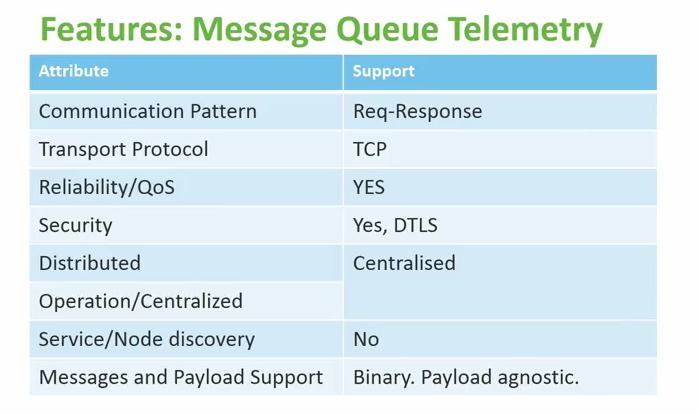 Features: Message Queue Telemetry
Attribute Support
Communication Pattern Req-Response
Transport Protocol TCP
Reliability/QoS YES
Security Yes, DTLS
Distributed Centralised
Operation/Centralized
Service/Node discovery No
Messages and Payload Support Binary. Payload agnostic.